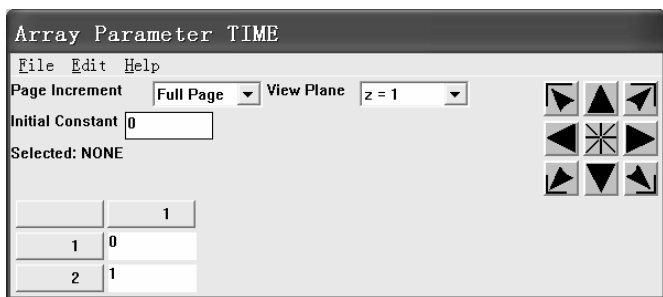 Array Parameter TIME
File Edit Help
Page Increment Full Page View Plane z = 1
Initial Constant 0
Selected: NONE
1
1 0
2 1